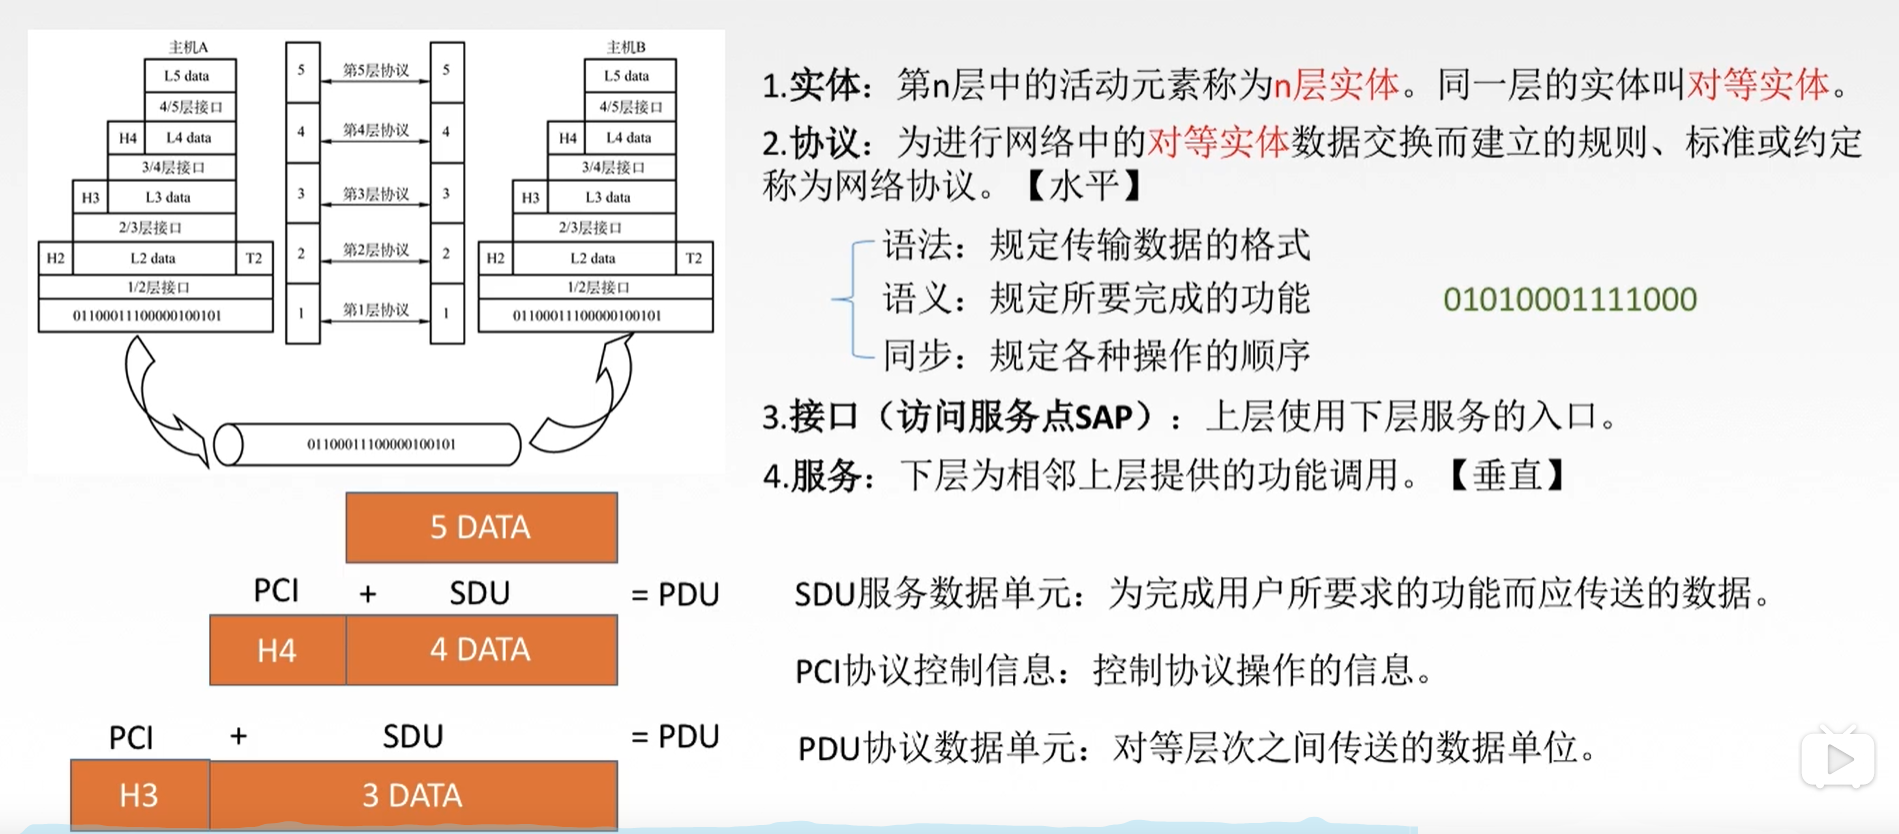 主机A
L5 data
4/5层接口
H4 L4 data
3/4层接口
H3 L3 data
2/3层接口
H2 L2 data T2
1/2层接口
01100011100000100101
5 第5层协议 5
4 第4层协议 4
3 第3层协议 3
2 第2层协议 2
1 第1层协议 1
主机B
L5 data
4/5层接口
H4 L4 data
3/4层接口
H3 L3 data
2/3层接口
H2 L2 data T2
1/2层接口
01100011100000100101
01100011100000100101
5 DATA
PCI + SDU = PDU
H4 4 DATA
PCI + SDU = PDU
H3 3 DATA
1.实体：第n层中的活动元素称为n层实体。同一层的实体叫对等实体。
2.协议：为进行网络中的对等实体数据交换而建立的规则、标准或约定
称为网络协议。【水平】
语法：规定传输数据的格式
语义：规定所要完成的功能
01010001111000
同步：规定各种操作的顺序
3.接口（访问服务点SAP）：上层使用下层服务的入口。
4.服务：下层为相邻上层提供的功能调用。【垂直】
SDU服务数据单元：为完成用户所要求的功能而应传送的数据。
PCI协议控制信息：控制协议操作的信息。
PDU协议数据单元：对等层次之间传送的数据单位。